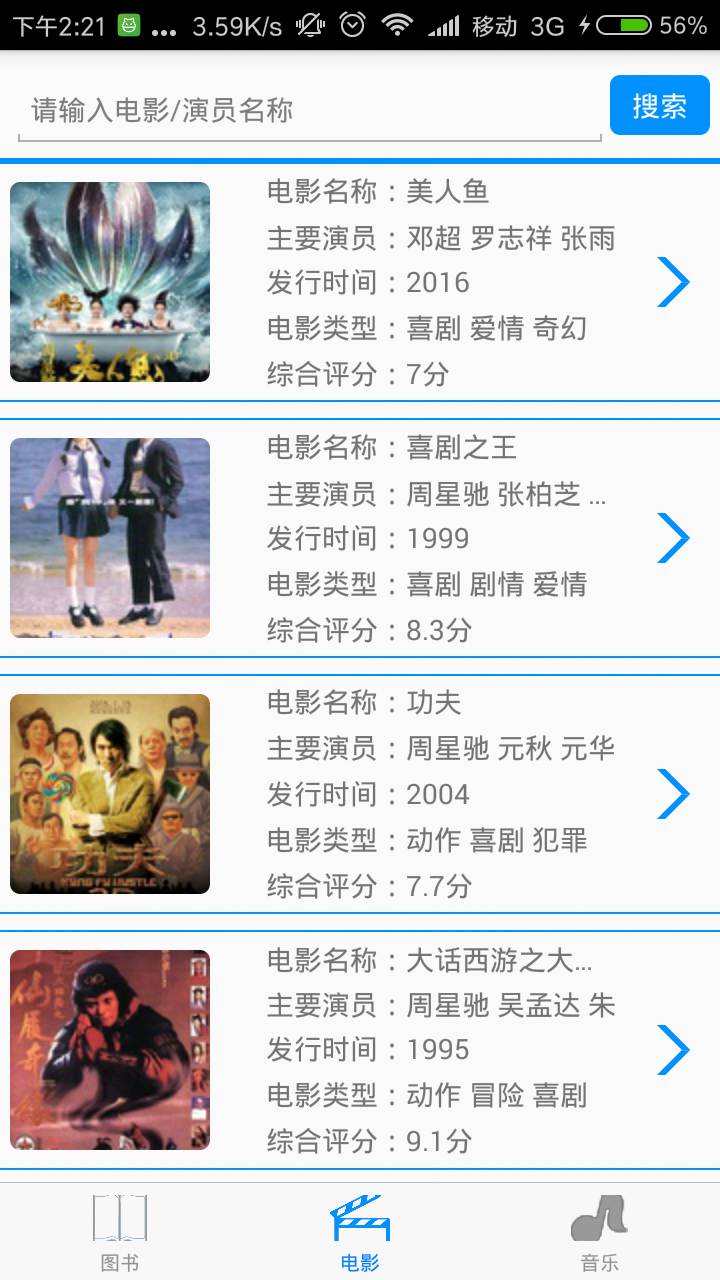 下午2:21 ... 3.59K/s 移动 3G 56%
请输入电影/演员名称
搜索
电影名称：美人鱼
主要演员：邓超 罗志祥 张雨
发行时间：2016
电影类型：喜剧 爱情 奇幻
综合评分：7分
电影名称：喜剧之王
主要演员：周星驰 张柏芝 ...
发行时间：1999
电影类型：喜剧 剧情 爱情
综合评分：8.3分
电影名称：功夫
主要演员：周星驰 元秋 元华
发行时间：2004
电影类型：动作 喜剧 犯罪
综合评分：7.7分
功夫
KUNG FU HUSTLE
电影名称：大话西游之大...
主要演员：周星驰 吴孟达 朱
发行时间：1995
电影类型：动作 冒险 喜剧
综合评分：9.1分
图书
电影
音乐